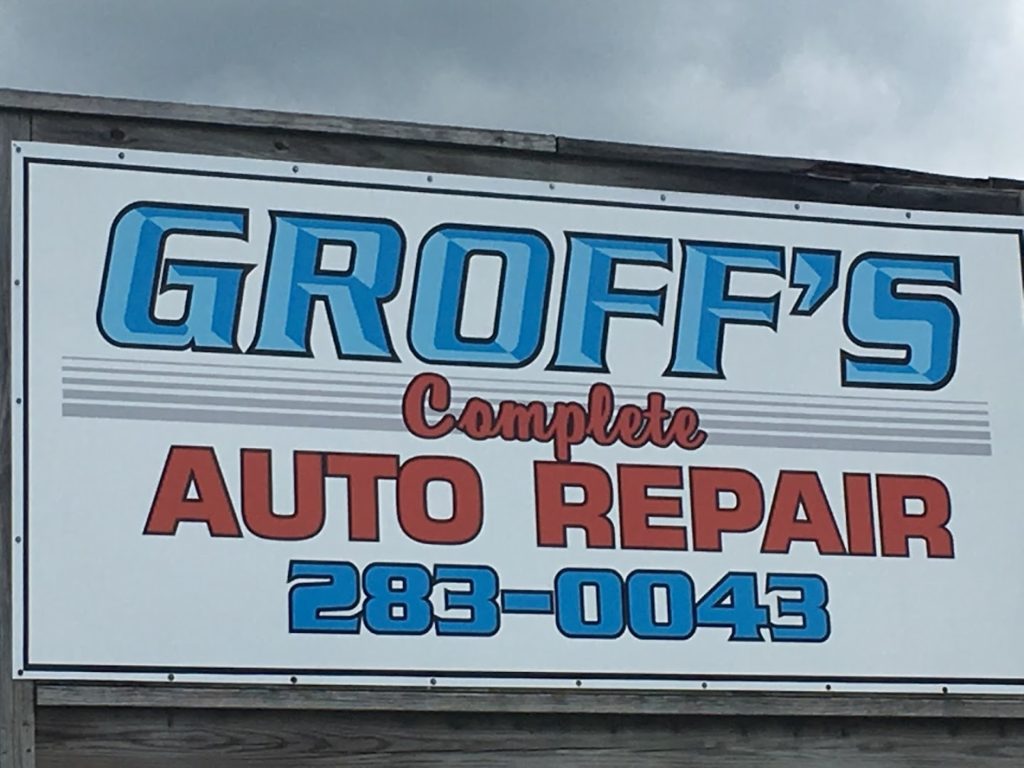 GROFF'S
Complete
AUTO REPAIR
283-0043